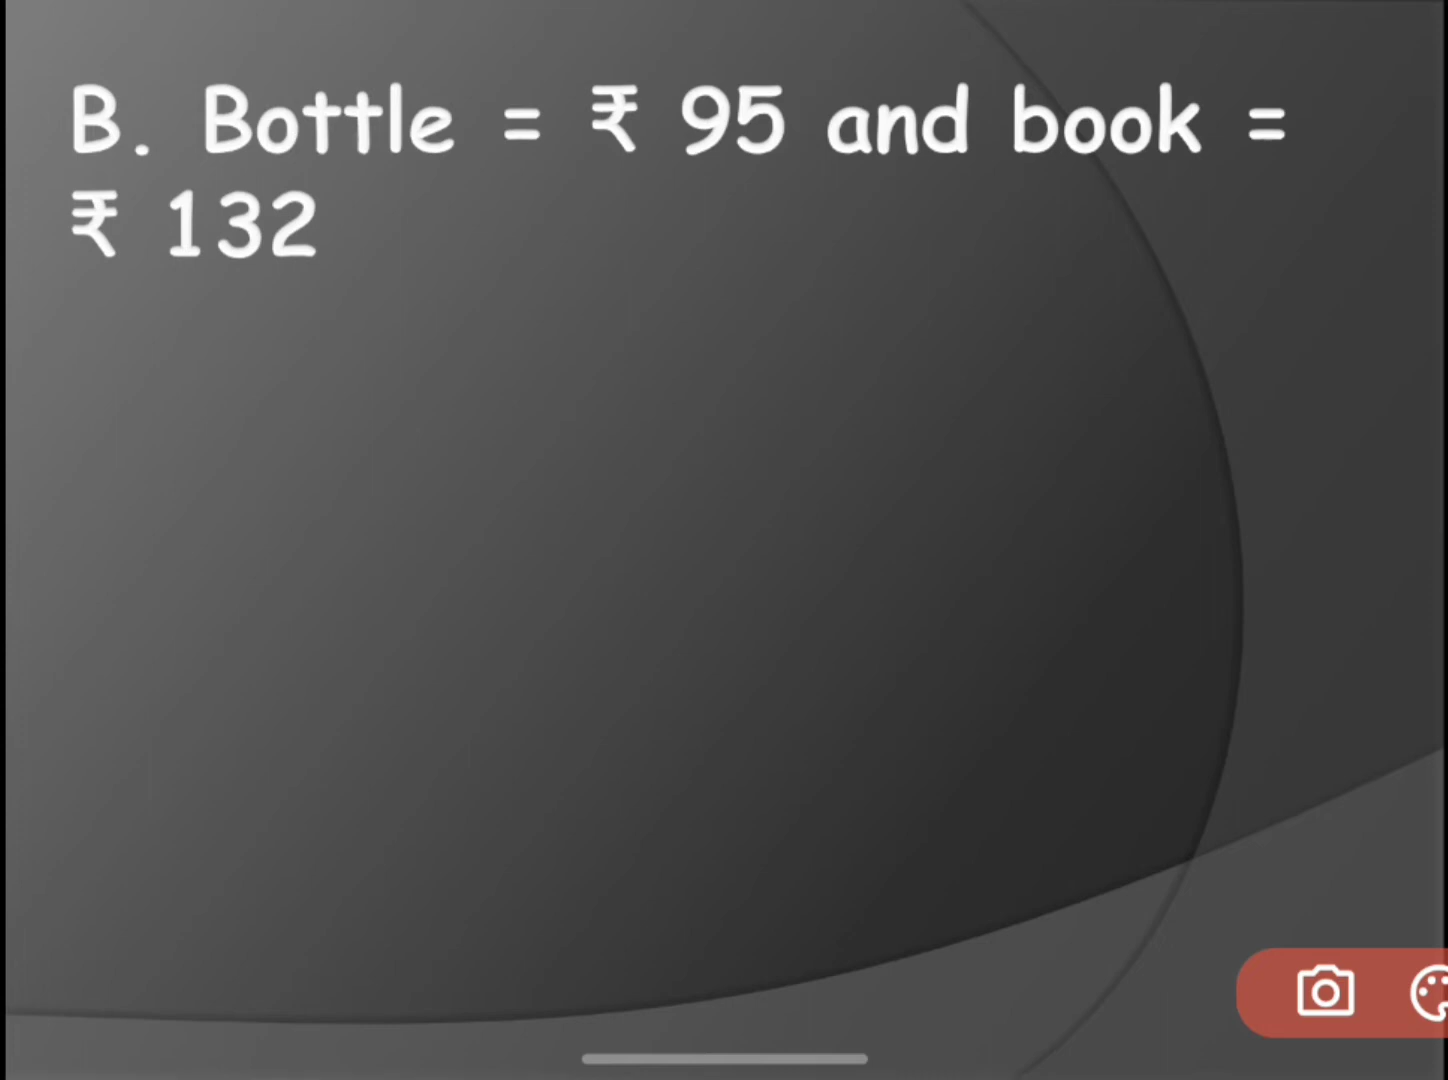 B. Bottle = ₹ 95 and book =
₹ 132